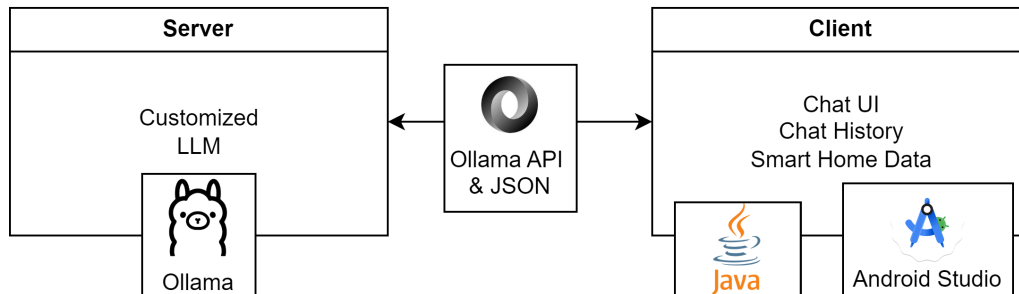 Server
Customized
LLM
Ollama
Ollama API
& JSON
Client
Chat UI
Chat History
Smart Home Data
Java
Android Studio